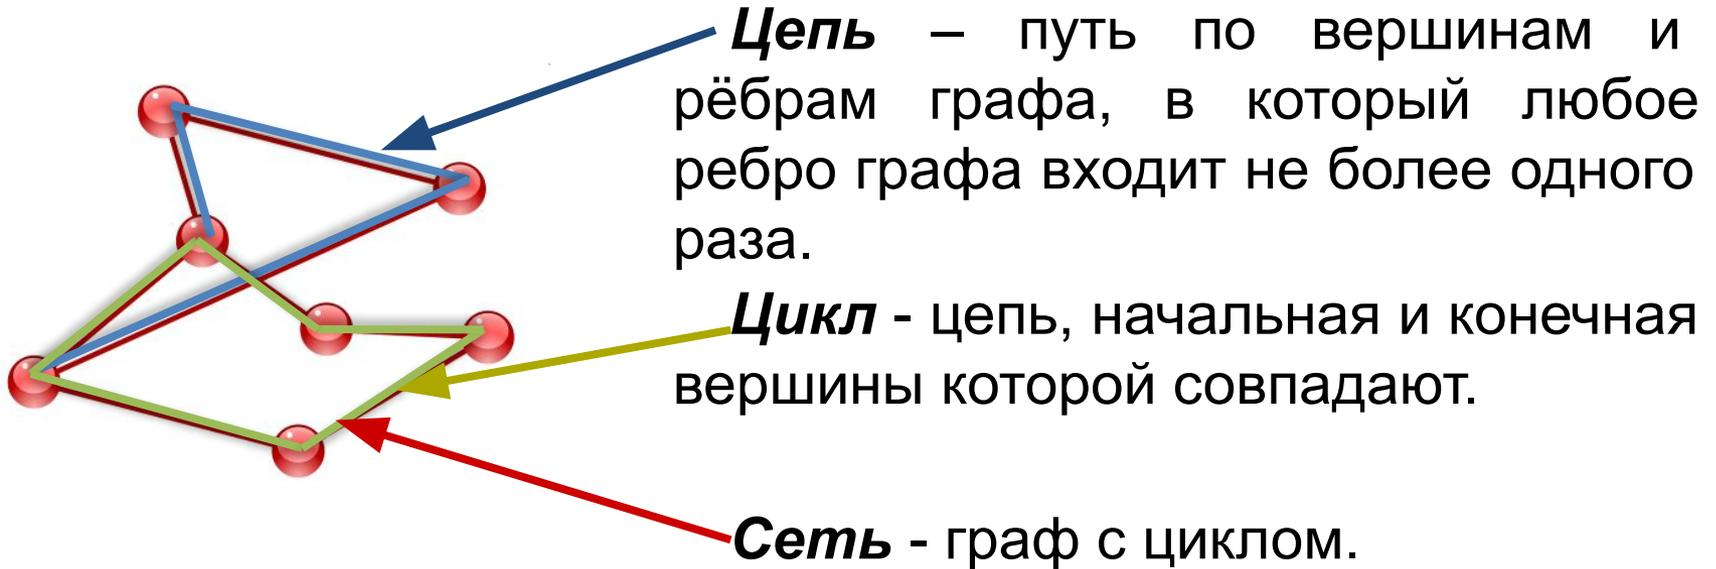 Цепь – путь по вершинам и
рёбрам графа, в который любое
ребро графа входит не более одного
раза.
Цикл - цепь, начальная и конечная
вершины которой совпадают.
Сеть - граф с циклом.